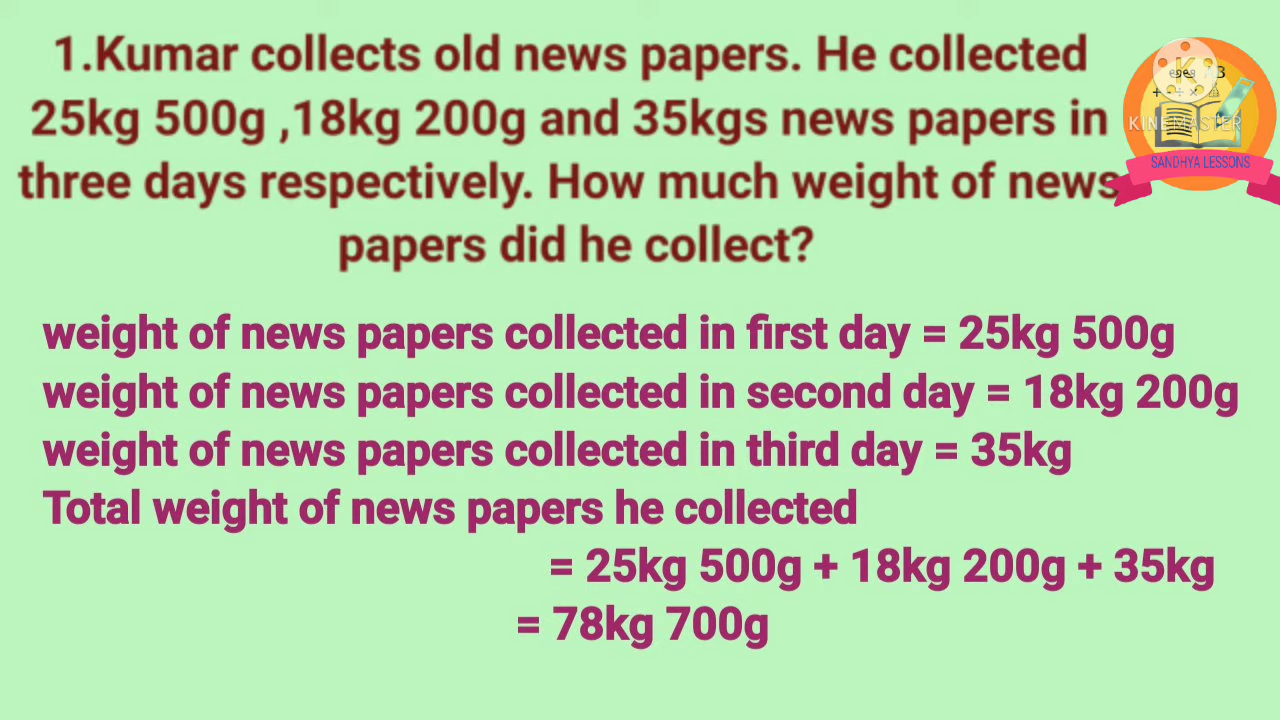 1.Kumar collects old news papers. He collected
25kg 500g ,18kg 200g and 35kgs news papers in
three days respectively. How much weight of news
papers did he collect?
KINEMASTER
SANDHYA LESSONS
weight of news papers collected in first day = 25kg 500g
weight of news papers collected in second day = 18kg 200g
weight of news papers collected in third day = 35kg
Total weight of news papers he collected
= 25kg 500g + 18kg 200g + 35kg
= 78kg 700g